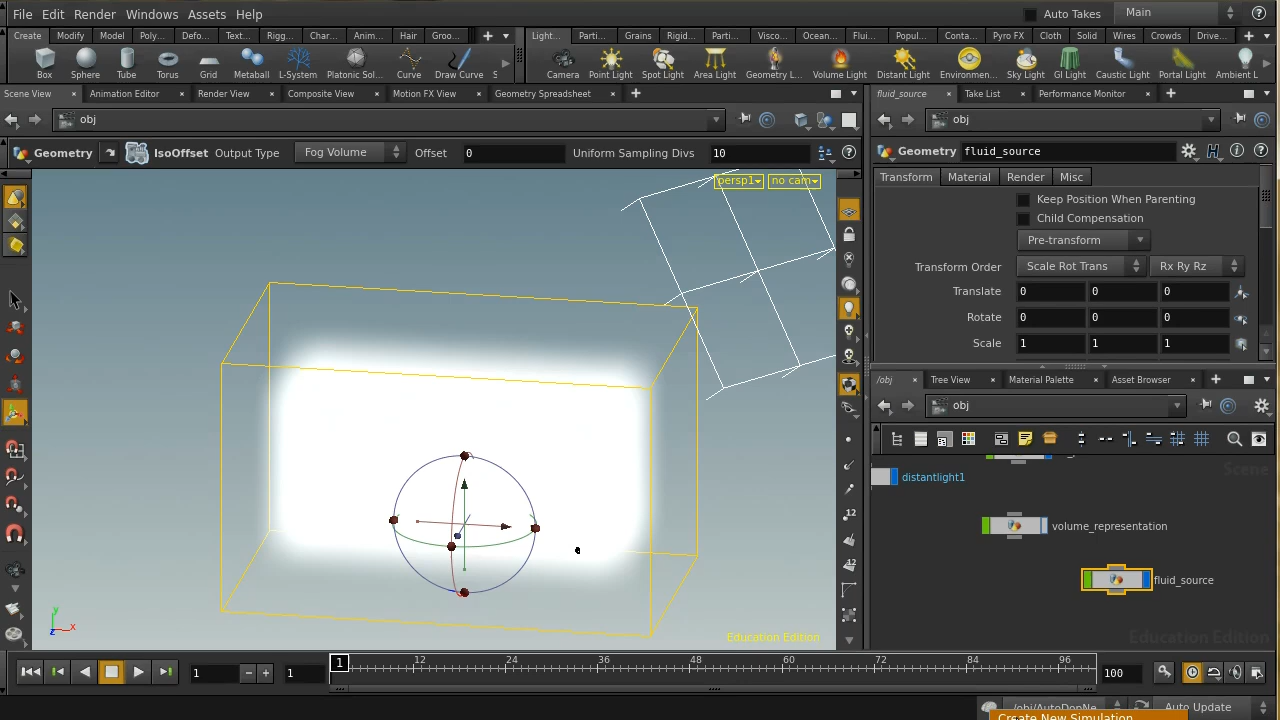 File Edit Render Windows Assets Help Auto Takes Main
Create Modify Model Poly... Defo... Text... Rigg... Char... Anim... Hair Groo... Light... Parti... Grains Rigid... Parti... Visco... Ocean... Flui... Popul... Conta... Pyro FX Cloth Solid Wires Crowds Drive...
Box Sphere Tube Torus Grid Metaball L-System Platonic Sol... Curve Draw Curve S Camera Point Light Spot Light Area Light Geometry L... Volume Light Distant Light Environmen... Sky Light GI Light Caustic Light Portal Light Ambient L
Scene View Animation Editor Render View Composite View Motion FX View Geometry Spreadsheet
obj
Geometry IsoOffset Output Type Fog Volume Offset 0 Uniform Sampling Divs 10
persp1 no cam
12
12
y
z x
Education Edition
fluid_source Take List Performance Monitor
obj
Geometry fluid_source
Transform Material Render Misc
Keep Position When Parenting
Child Compensation
Pre-transform
Transform Order Scale Rot Trans Rx Ry Rz
Translate 0 0 0
Rotate 0 0 0
Scale 1 1 1
/obj Tree View Material Palette Asset Browser
obj
Scene
distantlight1
volume_representation
fluid_source
Education Edition
1 1 1 12 24 36 48 60 72 84 96 100
/obj/AutoDopNe... Auto Update
Create New Simulation